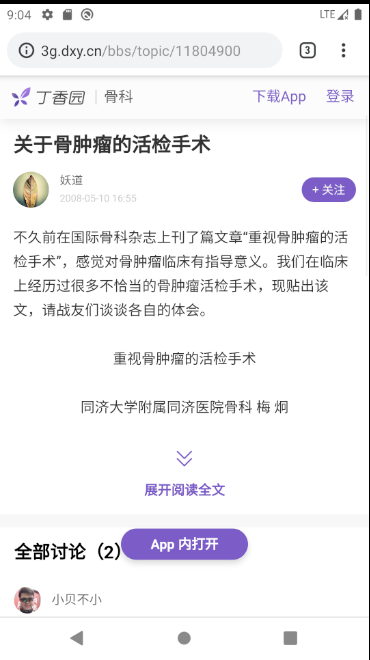 9:04 LTE
3g.dxy.cn/bbs/topic/11804900 3
丁香园 骨科 下载App 登录
关于骨肿瘤的活检手术
妖道
2008-05-10 16:55
+ 关注
不久前在国际骨科杂志上刊了篇文章“重视骨肿瘤的活
检手术”，感觉对骨肿瘤临床有指导意义。我们在临床
上经历过很多不恰当的骨肿瘤活检手术，现贴出该
文，请战友们谈谈各自的体会。
重视骨肿瘤的活检手术
同济大学附属同济医院骨科 梅 炯
展开阅读全文
全部讨论（2）
App 内打开
小贝不小